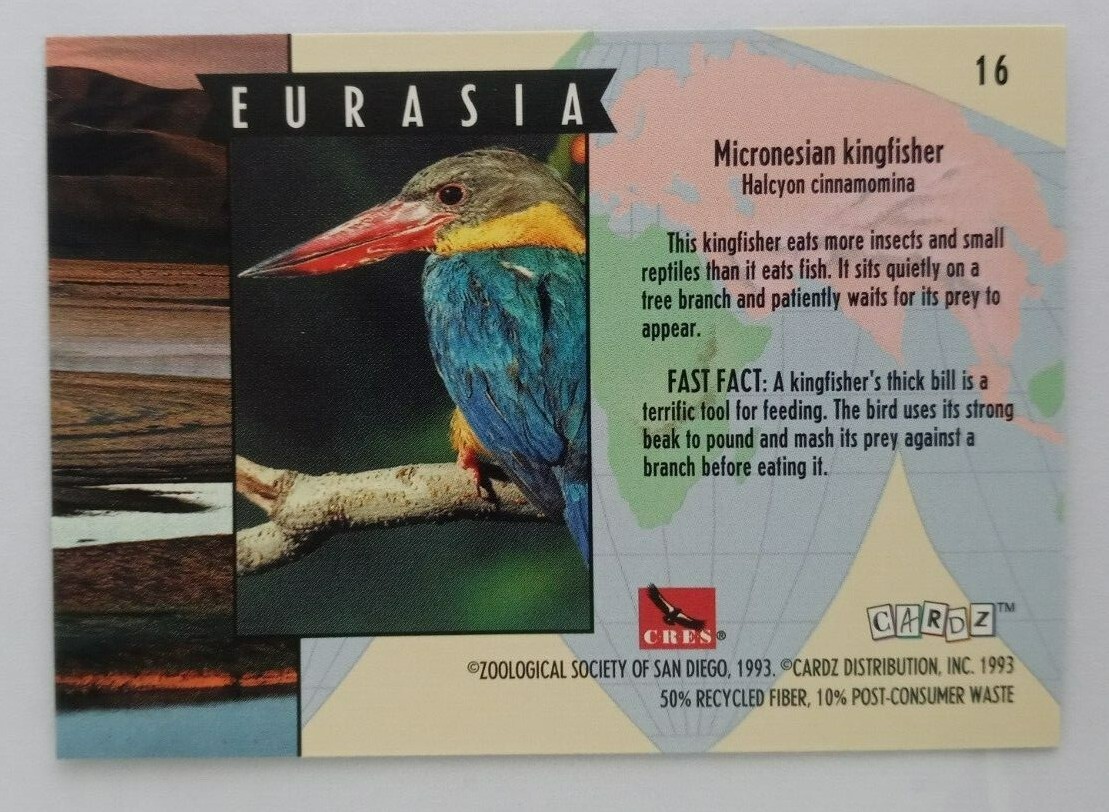 16
EURASIA
Micronesian kingfisher
Halcyon cinnamomina
This kingfisher eats more insects and small
reptiles than it eats fish. It sits quietly on a
tree branch and patiently waits for its prey to
appear.
FAST FACT: A kingfisher's thick bill is a
terrific tool for feeding. The bird uses its strong
beak to pound and mash its prey against a
branch before eating it.
CRES®
CARDZ™
©ZOOLOGICAL SOCIETY OF SAN DIEGO, 1993. ©CARDZ DISTRIBUTION, INC. 1993
50% RECYCLED FIBER, 10% POST-CONSUMER WASTE